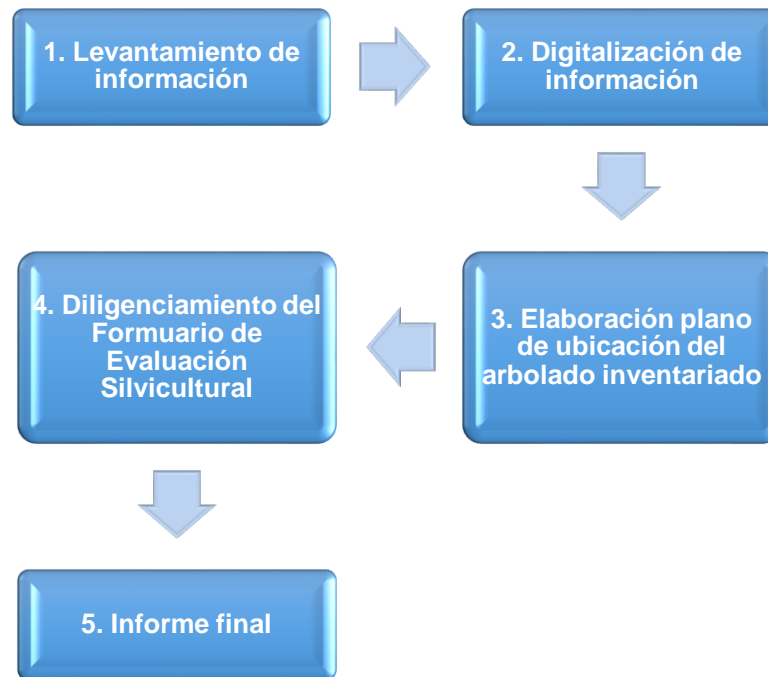 1. Levantamiento de
información
2. Digitalización de
información
3. Elaboración plano
de ubicación del
arbolado inventariado
4. Diligenciamiento del
Formuario de
Evaluación
Silvicultural
5. Informe final